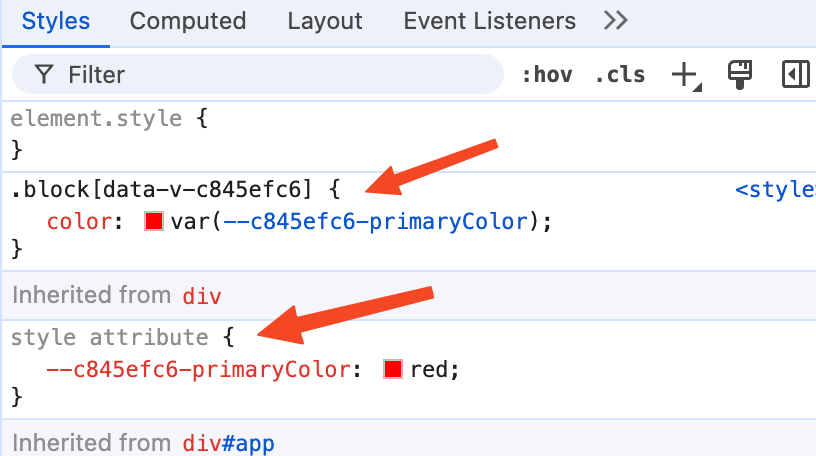 Styles Computed Layout Event Listeners
Filter :hov .cls
element.style {
}
.block[data-v-c845efc6] { <style>
color: var(--c845efc6-primaryColor);
}
Inherited from div
style attribute {
--c845efc6-primaryColor: red;
}
Inherited from div#app